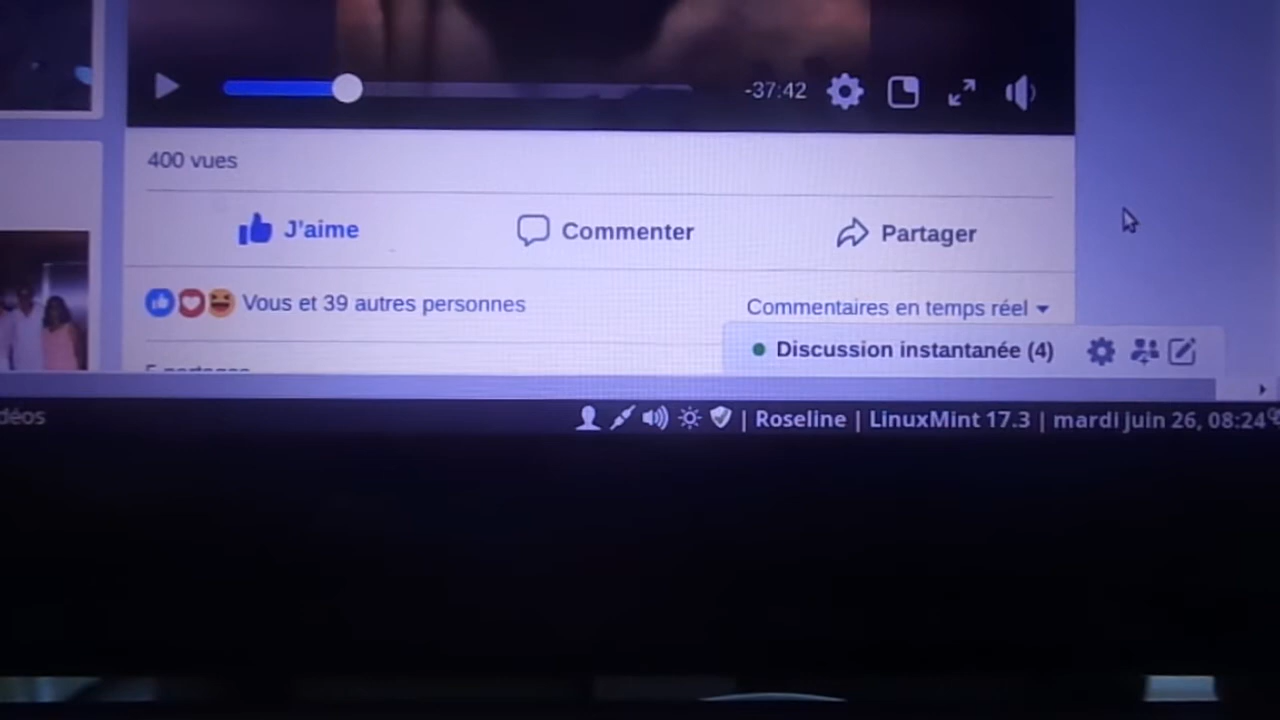 -37:42
400 vues
J'aime
Commenter
Partager
Vous et 39 autres personnes
Commentaires en temps réel
Discussion instantanée (4)
déos
| Roseline | LinuxMint 17.3 | mardi juin 26, 08:24